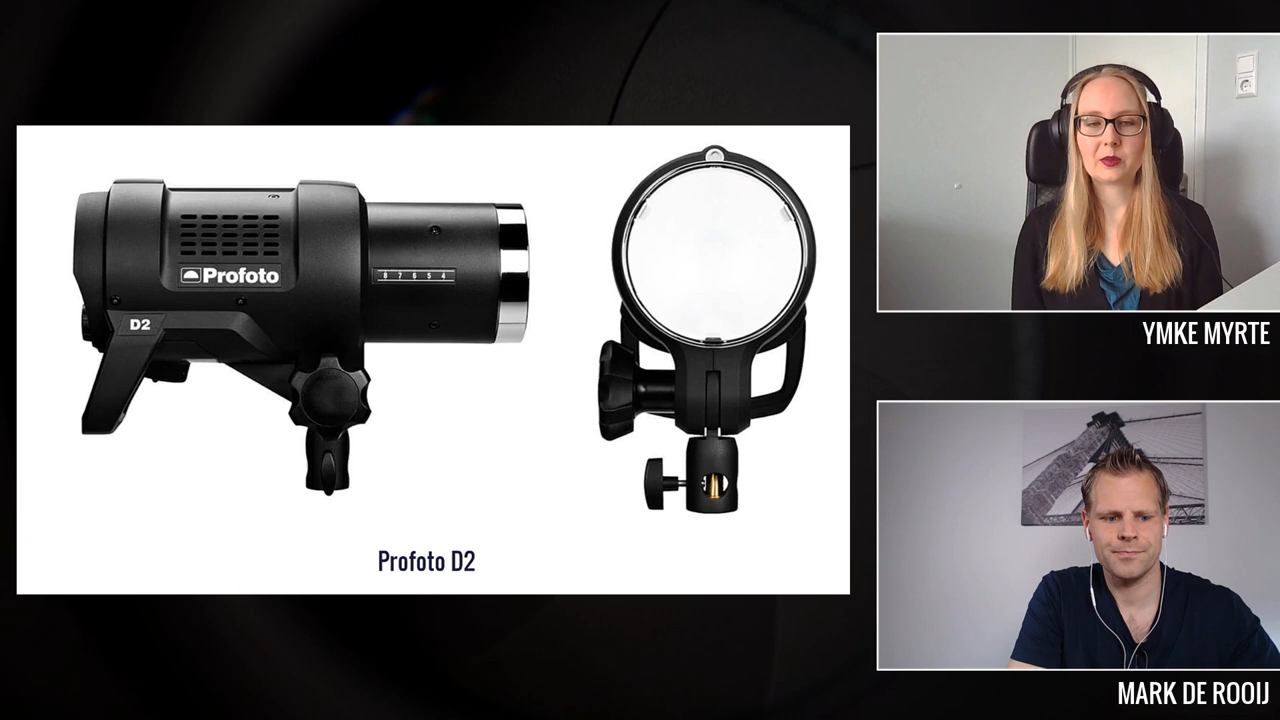 Profoto
8 7 6 5 4
D2
Profoto D2
YMKE MYRTE
MARK DE ROOIJ